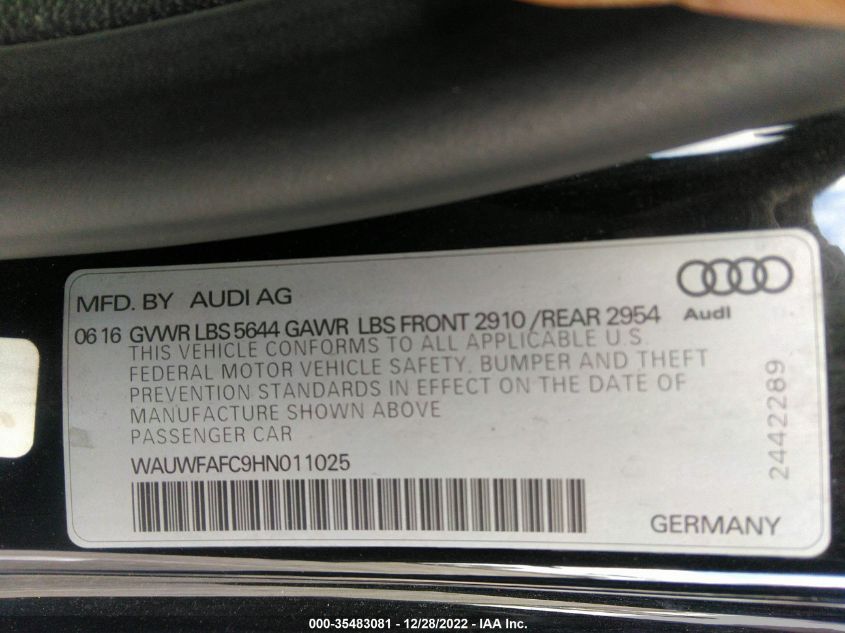 MFD. BY AUDI AG
Audi
06 16 GVWR LBS 5644 GAWR LBS FRONT 2910 /REAR 2954
THIS VEHICLE CONFORMS TO ALL APPLICABLE U.S.
FEDERAL MOTOR VEHICLE SAFETY, BUMPER AND THEFT
PREVENTION STANDARDS IN EFFECT ON THE DATE OF
MANUFACTURE SHOWN ABOVE
PASSENGER CAR
WAUWFAFC9HN011025
2442289
GERMANY
000-35483081 - 12/28/2022 - IAA Inc.